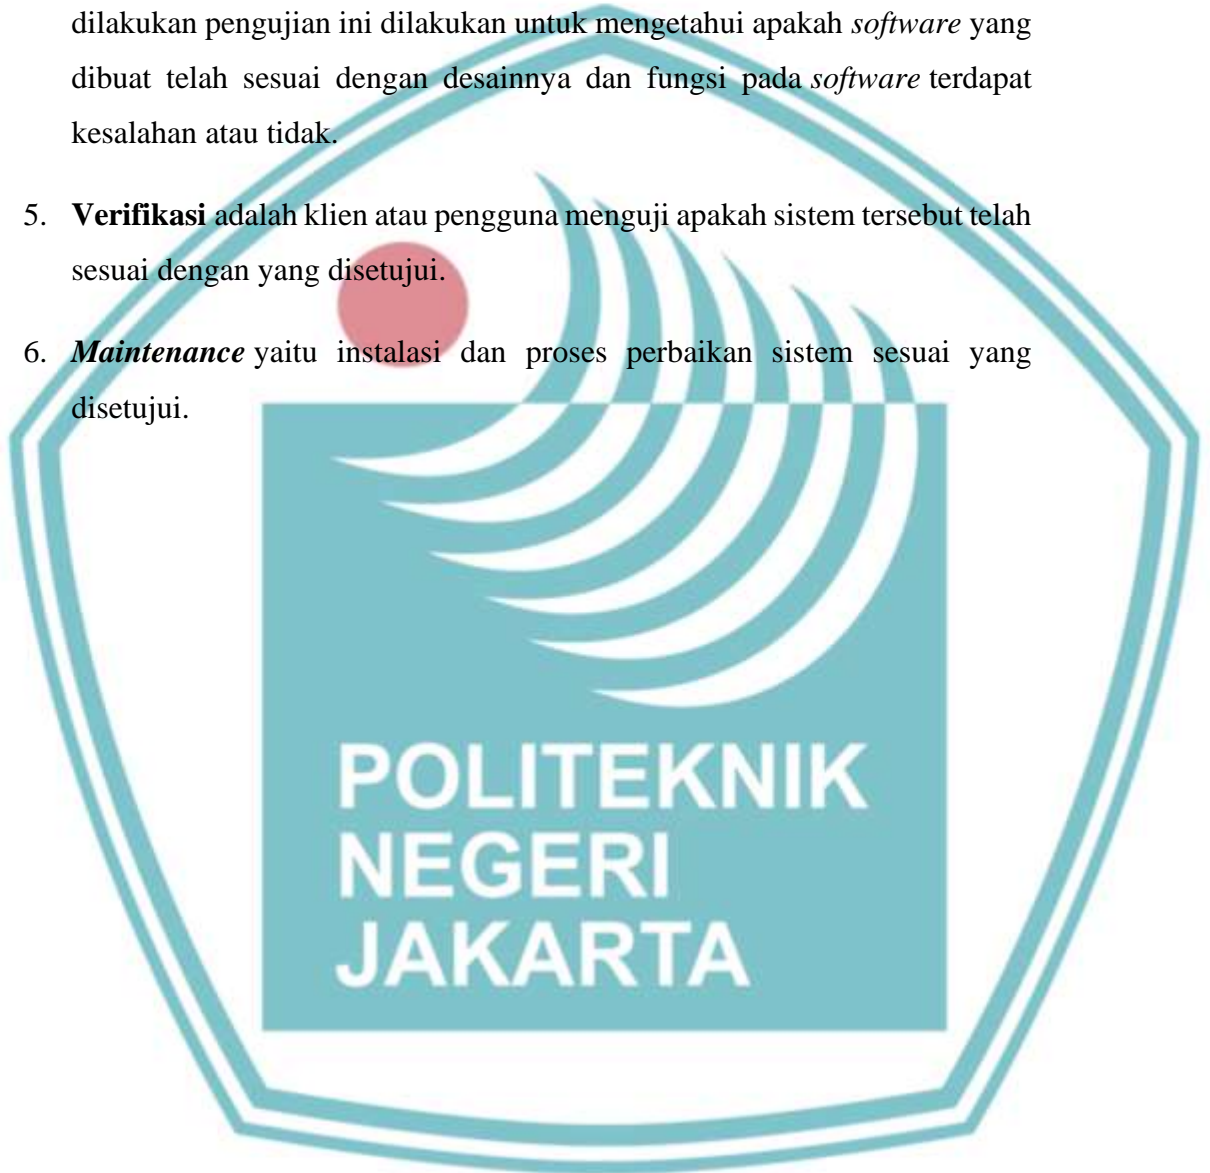 dilakukan pengujian ini dilakukan untuk mengetahui apakah software yang
dibuat telah sesuai dengan desainnya dan fungsi pada software terdapat
kesalahan atau tidak.
5. Verifikasi adalah klien atau pengguna menguji apakah sistem tersebut telah
sesuai dengan yang disetujui.
6. Maintenance yaitu instalasi dan proses perbaikan sistem sesuai yang
disetujui.
POLITEKNIK
NEGERI
JAKARTA